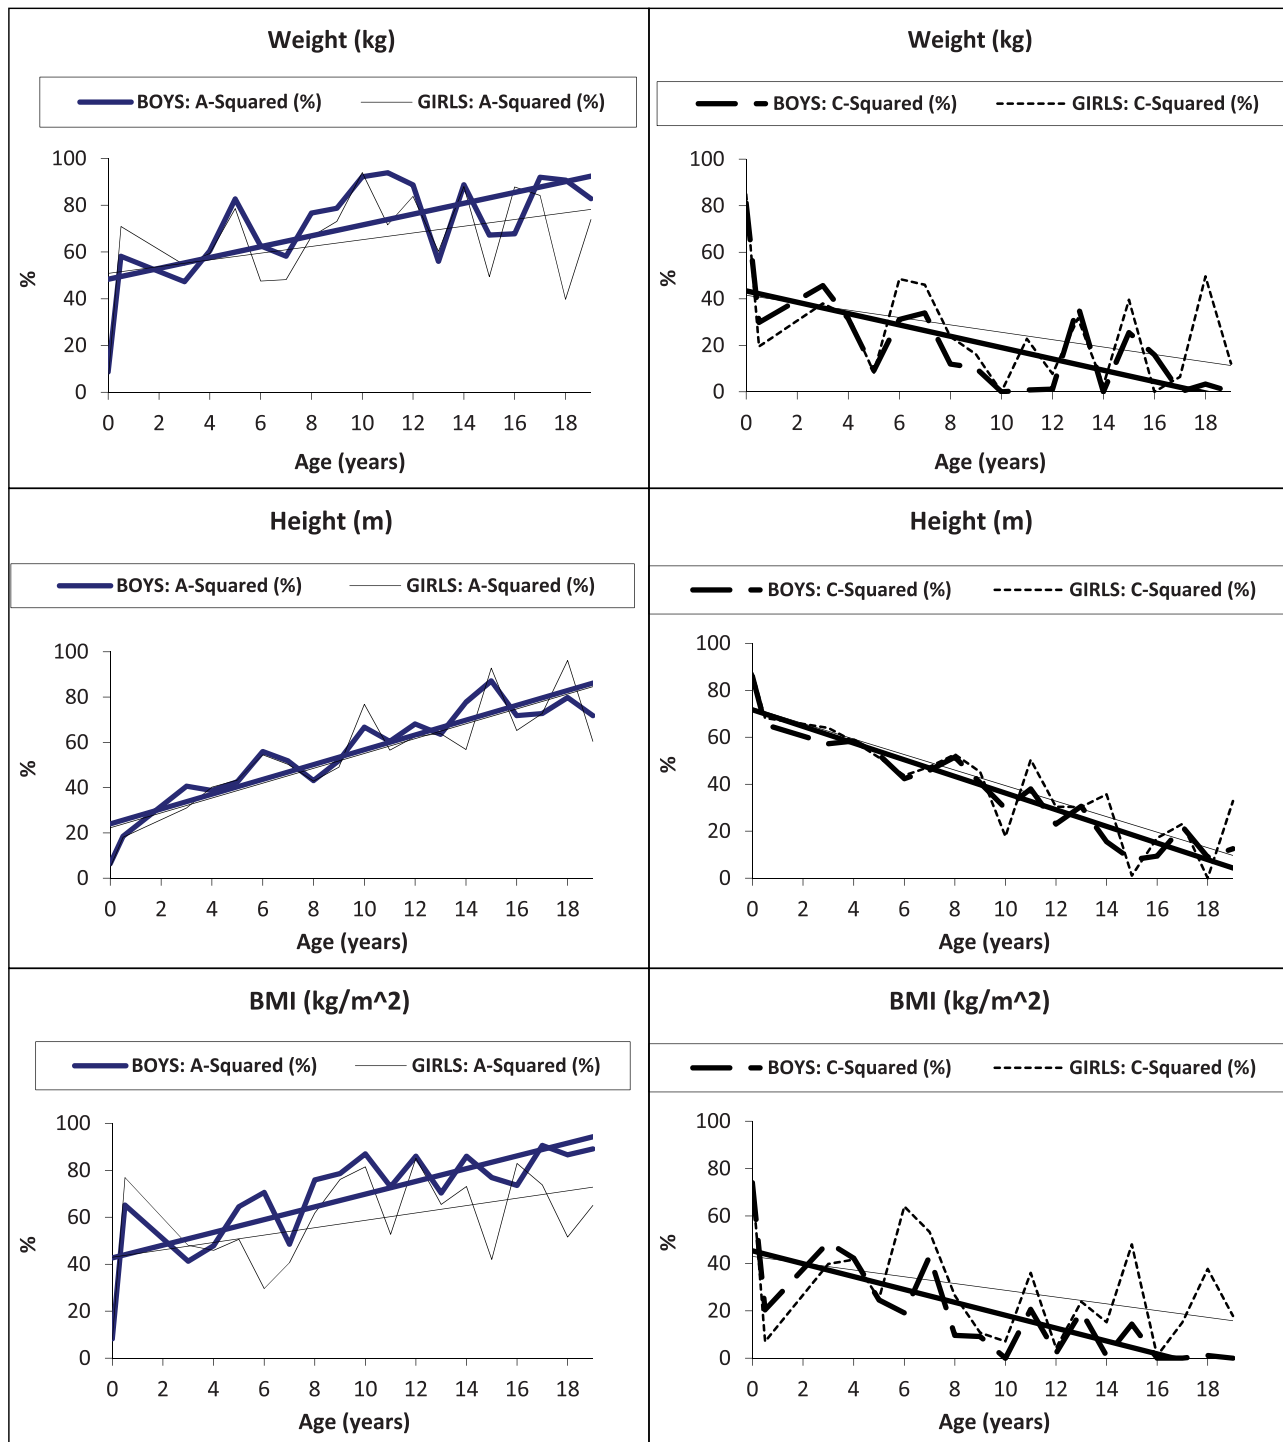 Weight (kg)
BOYS: A-Squared (%) GIRLS: A-Squared (%)
100
80
60
40
20
0
%
0 2 4 6 8 10 12 14 16 18
Age (years)
Weight (kg)
BOYS: C-Squared (%) GIRLS: C-Squared (%)
100
80
60
40
20
0
%
0 2 4 6 8 10 12 14 16 18
Age (years)
Height (m)
BOYS: A-Squared (%) GIRLS: A-Squared (%)
100
80
60
40
20
0
%
0 2 4 6 8 10 12 14 16 18
Age (years)
Height (m)
BOYS: C-Squared (%) GIRLS: C-Squared (%)
100
80
60
40
20
0
%
0 2 4 6 8 10 12 14 16 18
Age (years)
BMI (kg/m^2)
BOYS: A-Squared (%) GIRLS: A-Squared (%)
100
80
60
40
20
0
%
0 2 4 6 8 10 12 14 16 18
Age (years)
BMI (kg/m^2)
BOYS: C-Squared (%) GIRLS: C-Squared (%)
100
80
60
40
20
0
%
0 2 4 6 8 10 12 14 16 18
Age (years)